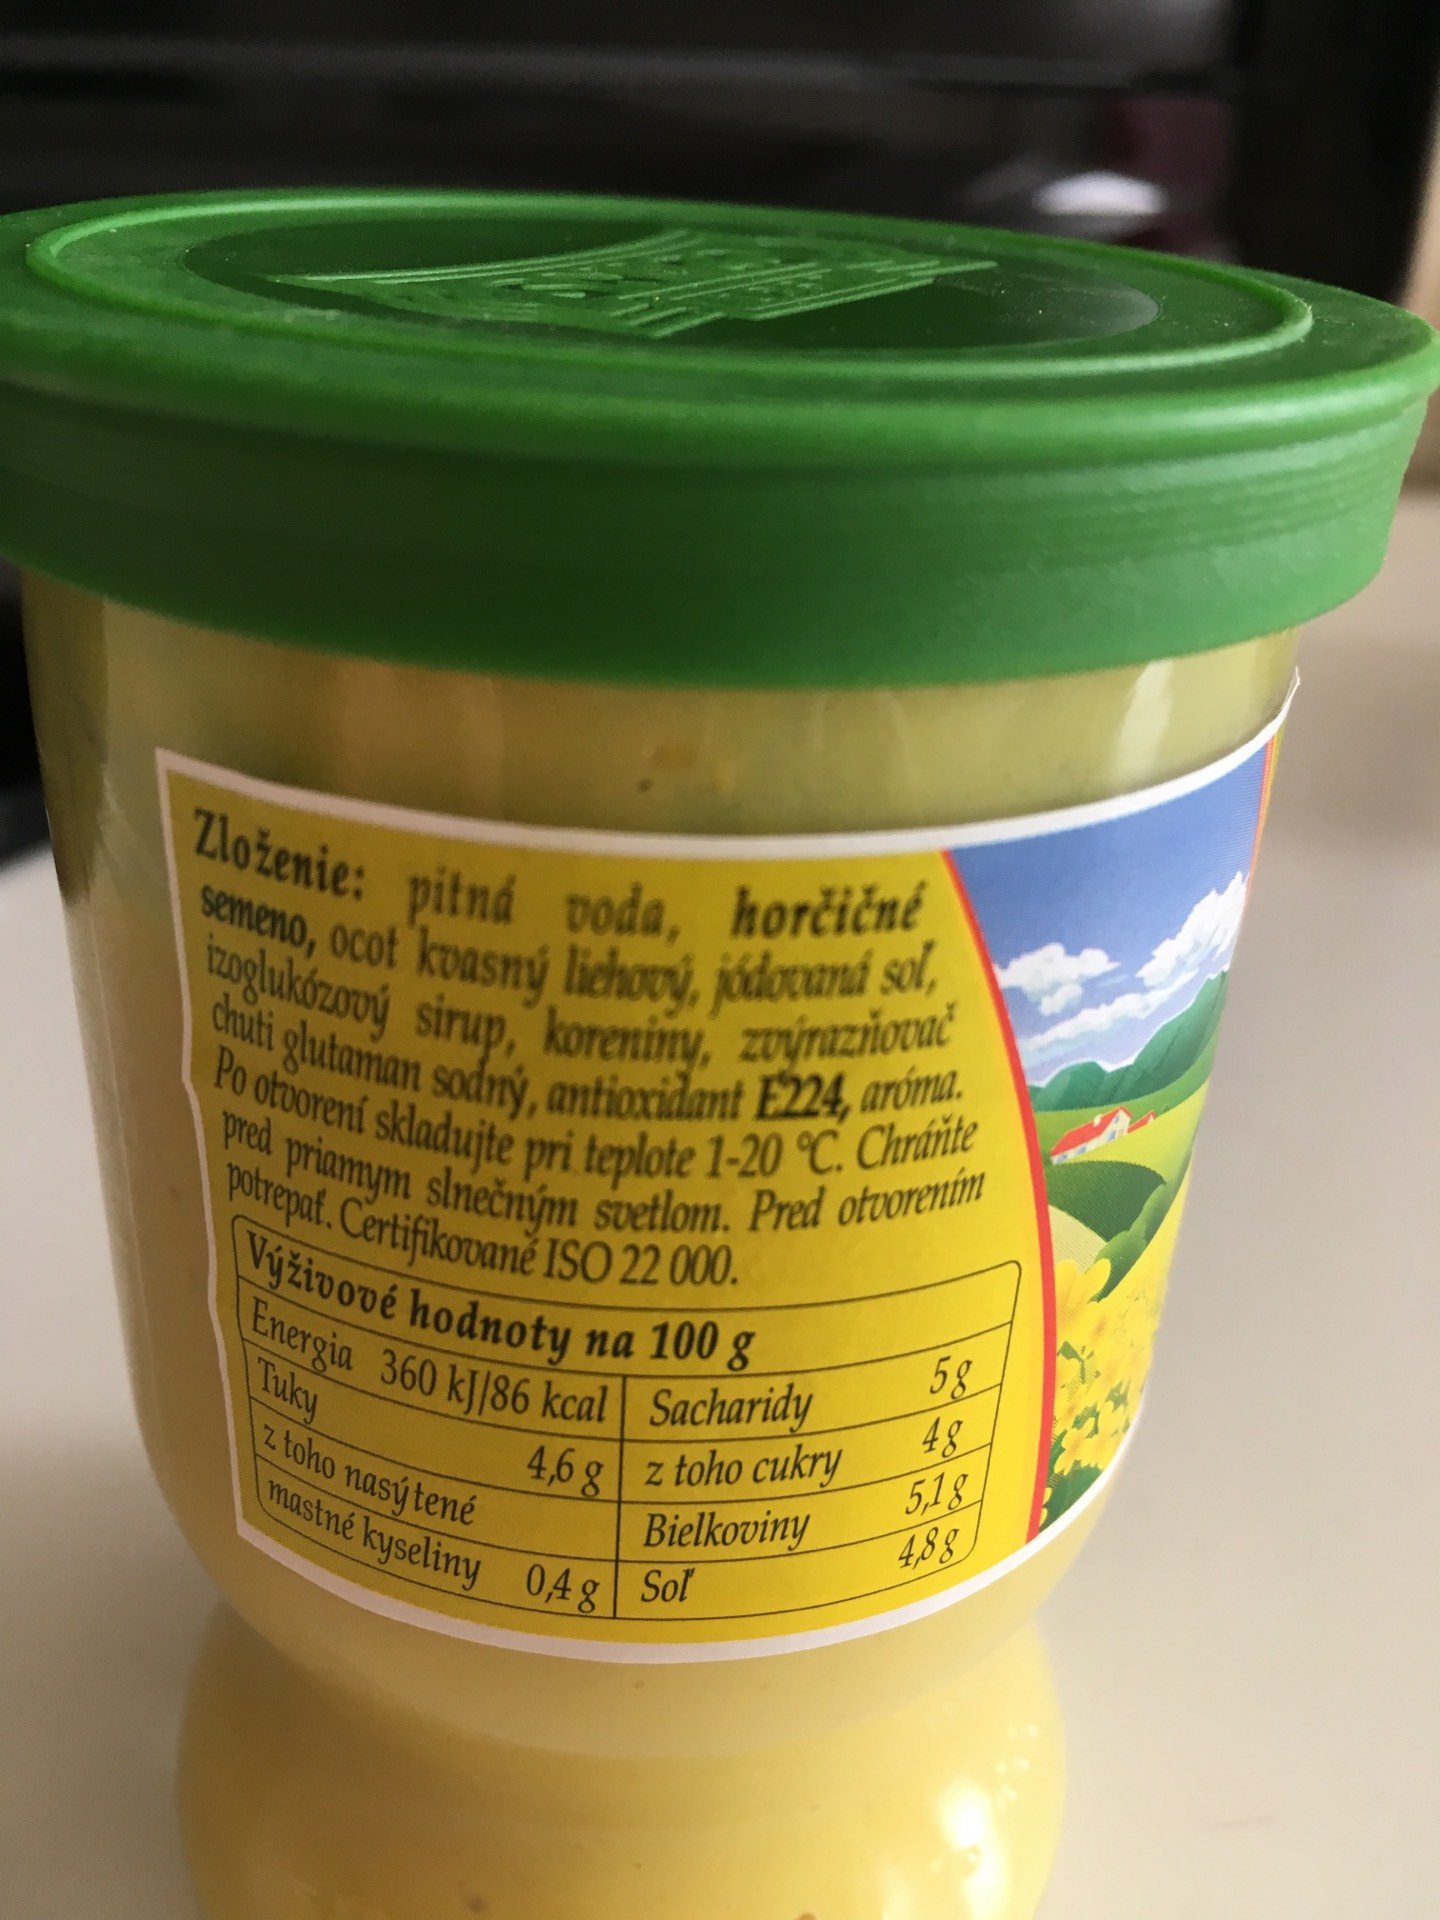 Zloženie: pitná voda, horčičné
semeno, ocot kvasný liehový, jódovaná soľ,
izoglukózový sirup, koreniny, zvýrazňovač
chuti glutaman sodný, antioxidant E224, aróma.
Po otvorení skladujte pri teplote 1-20 °C. Chráňte
pred priamym slnečným svetlom. Pred otvorením
potrepať. Certifikované ISO 22 000.
Výživové hodnoty na 100 g
Energia 360 kJ/86 kcal
Tuky 4,6 g
z toho nasýtené
mastné kyseliny 0,4 g
Sacharidy 5 g
z toho cukry 4 g
Bielkoviny 5,1 g
Soľ 4,8 g